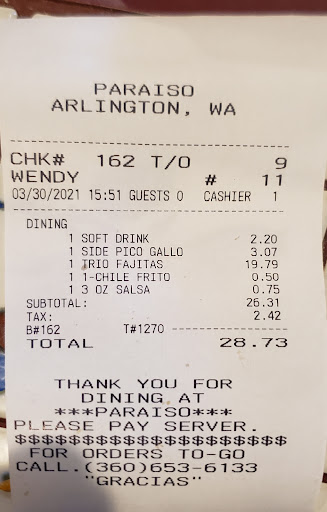 PARAISO
ARLINGTON, WA
CHK# 162 T/O 9
WENDY # 11
03/30/2021 15:51 GUESTS 0 CASHIER 1
DINING
1 SOFT DRINK 2.20
1 SIDE PICO GALLO 3.07
1 TRIO FAJITAS 19.79
1 1-CHILE FRITO 0.50
1 3 OZ SALSA 0.75
SUBTOTAL: 26.31
TAX: 2.42
B#162 T#1270 ---------------
TOTAL 28.73
THANK YOU FOR
DINING AT
***PARAISO***
PLEASE PAY SERVER.
$$$$$$$$$$$$$$$$$$$$$
FOR ORDERS TO-GO
CALL.(360)653-6133
"GRACIAS"